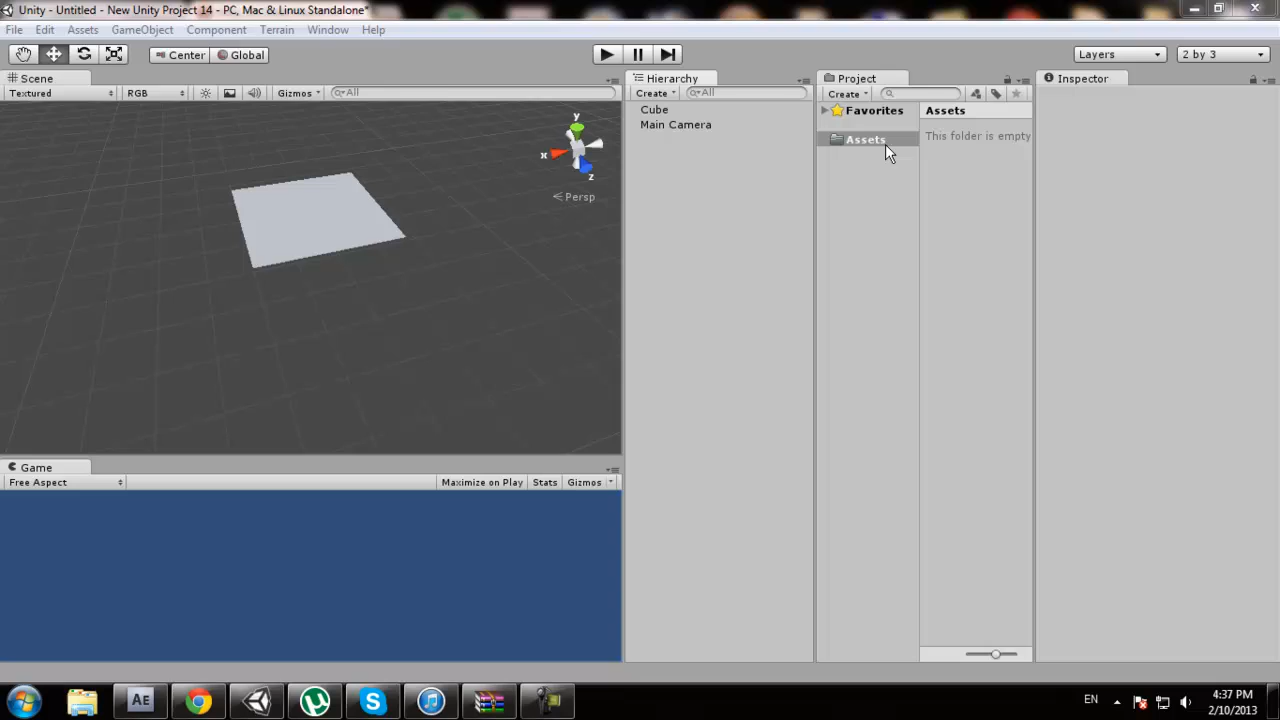 Unity - Untitled - New Unity Project 14 - PC, Mac & Linux Standalone*
File Edit Assets GameObject Component Terrain Window Help
Center Global Layers 2 by 3
Scene
Textured RGB Gizmos All
y
x
z
Persp
Hierarchy
Create All
Cube
Main Camera
Project
Create
Favorites
Assets
Assets
This folder is empty
Inspector
Game
Free Aspect Maximize on Play Stats Gizmos
AE
EN
4:37 PM
2/10/2013